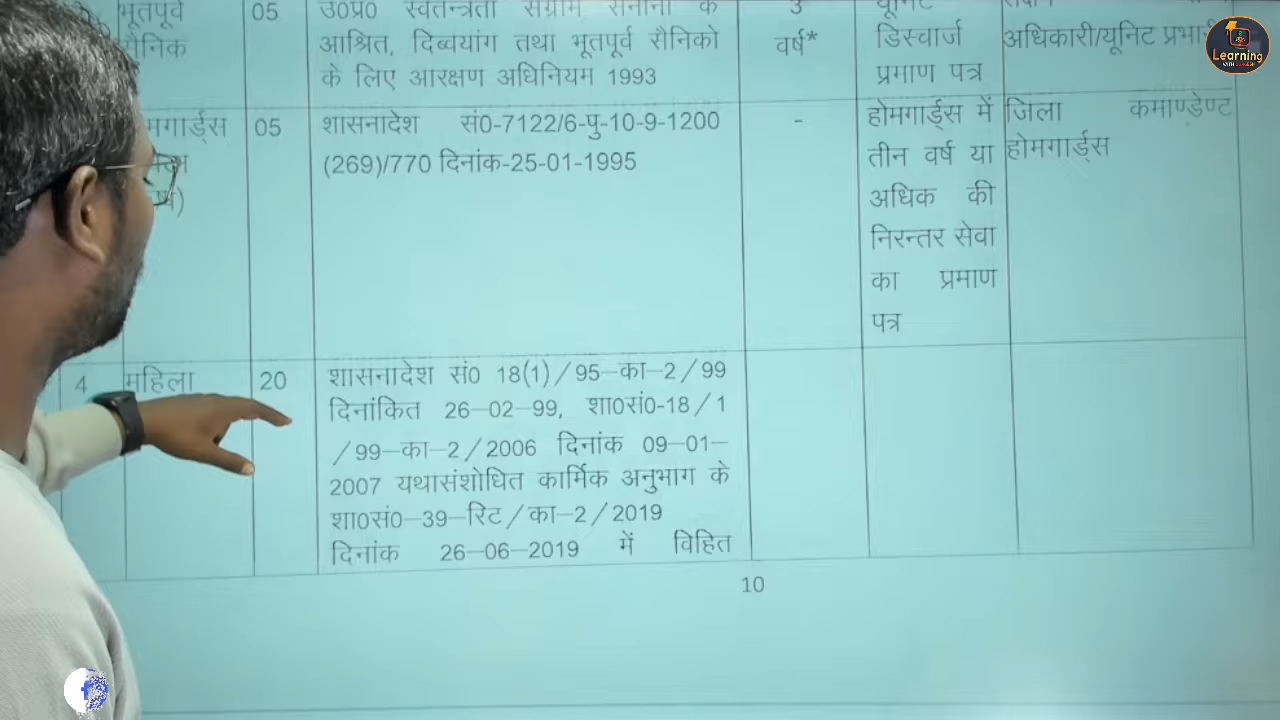 भूतपूर्व 05 उ0प्र0 स्वतन्त्रता संग्राम सेनानी के 3 यूनिट
सैनिक आश्रित, दिव्यांग तथा भूतपूर्व सैनिको वर्ष* डिस्चार्ज अधिकारी/यूनिट प्रभारी
के लिए आरक्षण अधिनियम 1993 प्रमाण पत्र
05 शासनादेश सं0-7122/6-पु-10-9-1200 - होमगार्ड्स में जिला कमाण्डेण्ट
(269)/770 दिनांक-25-01-1995 तीन वर्ष या होमगार्ड्स
अधिक की
निरन्तर सेवा
का प्रमाण
पत्र
4 महिला 20 शासनादेश सं0 18(1)/95–का–2/99
दिनांकित 26–02–99, शा0सं0-18/1
/99–का–2/2006 दिनांक 09–01–
2007 यथासंशोधित कार्मिक अनुभाग के
शा0सं0–39–रिट/का–2/2019
दिनांक 26–06–2019 में विहित
10
Learning